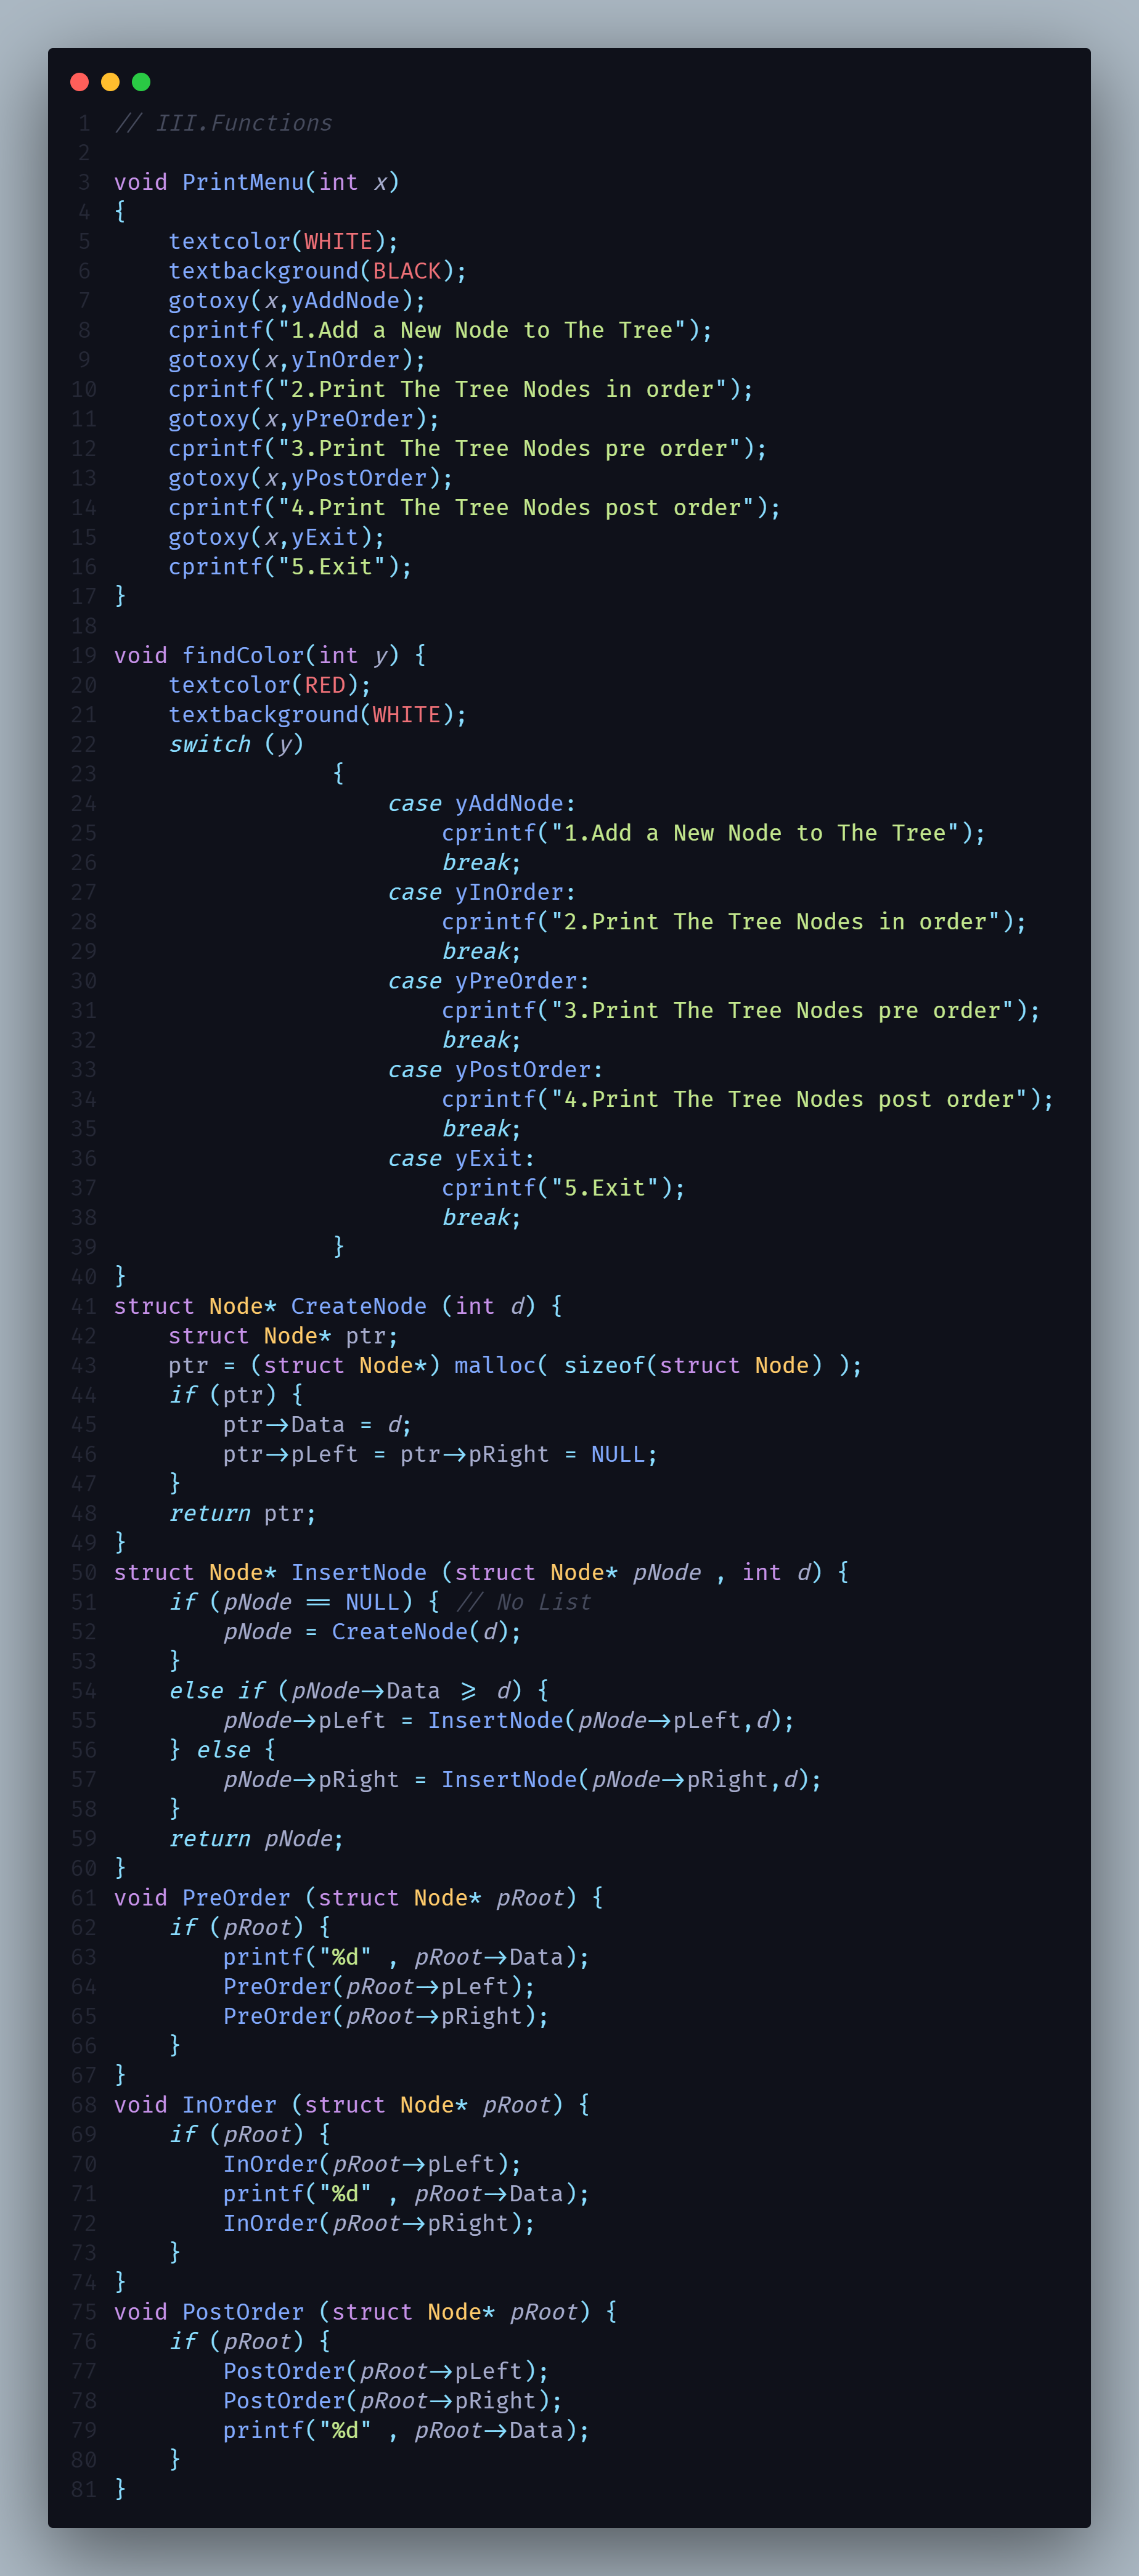 1 // III.Functions
2
3 void PrintMenu(int x)
4 {
5     textcolor(WHITE);
6     textbackground(BLACK);
7     gotoxy(x,yAddNode);
8     cprintf("1.Add a New Node to The Tree");
9     gotoxy(x,yInOrder);
10     cprintf("2.Print The Tree Nodes in order");
11     gotoxy(x,yPreOrder);
12     cprintf("3.Print The Tree Nodes pre order");
13     gotoxy(x,yPostOrder);
14     cprintf("4.Print The Tree Nodes post order");
15     gotoxy(x,yExit);
16     cprintf("5.Exit");
17 }
18
19 void findColor(int y) {
20     textcolor(RED);
21     textbackground(WHITE);
22     switch (y)
23                 {
24                     case yAddNode:
25                         cprintf("1.Add a New Node to The Tree");
26                         break;
27                     case yInOrder:
28                         cprintf("2.Print The Tree Nodes in order");
29                         break;
30                     case yPreOrder:
31                         cprintf("3.Print The Tree Nodes pre order");
32                         break;
33                     case yPostOrder:
34                         cprintf("4.Print The Tree Nodes post order");
35                         break;
36                     case yExit:
37                         cprintf("5.Exit");
38                         break;
39                 }
40 }
41 struct Node* CreateNode (int d) {
42     struct Node* ptr;
43     ptr = (struct Node*) malloc( sizeof(struct Node) );
44     if (ptr) {
45         ptr->Data = d;
46         ptr->pLeft = ptr->pRight = NULL;
47     }
48     return ptr;
49 }
50 struct Node* InsertNode (struct Node* pNode , int d) {
51     if (pNode == NULL) { // No List
52         pNode = CreateNode(d);
53     }
54     else if (pNode->Data >= d) {
55         pNode->pLeft = InsertNode(pNode->pLeft,d);
56     } else {
57         pNode->pRight = InsertNode(pNode->pRight,d);
58     }
59     return pNode;
60 }
61 void PreOrder (struct Node* pRoot) {
62     if (pRoot) {
63         printf("%d" , pRoot->Data);
64         PreOrder(pRoot->pLeft);
65         PreOrder(pRoot->pRight);
66     }
67 }
68 void InOrder (struct Node* pRoot) {
69     if (pRoot) {
70         InOrder(pRoot->pLeft);
71         printf("%d" , pRoot->Data);
72         InOrder(pRoot->pRight);
73     }
74 }
75 void PostOrder (struct Node* pRoot) {
76     if (pRoot) {
77         PostOrder(pRoot->pLeft);
78         PostOrder(pRoot->pRight);
79         printf("%d" , pRoot->Data);
80     }
81 }